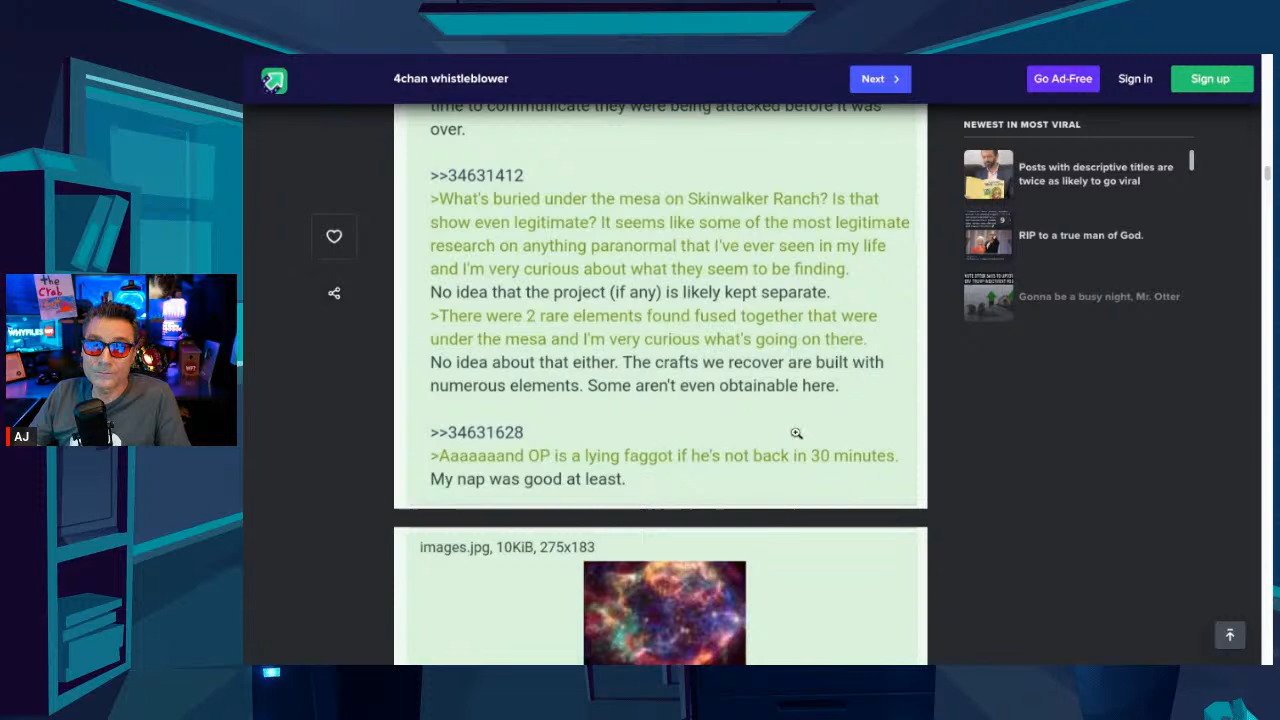 4chan whistleblower
Next
Go Ad-Free
Sign in
Sign up
time to communicate they were being attacked before it was
over.
>>34631412
>What's buried under the mesa on Skinwalker Ranch? Is that
show even legitimate? It seems like some of the most legitimate
research on anything paranormal that I've ever seen in my life
and I'm very curious about what they seem to be finding.
No idea that the project (if any) is likely kept separate.
>There were 2 rare elements found fused together that were
under the mesa and I'm very curious what's going on there.
No idea about that either. The crafts we recover are built with
numerous elements. Some aren't even obtainable here.
>>34631628
>Aaaaaaand OP is a lying faggot if he's not back in 30 minutes.
My nap was good at least.
images.jpg, 10KiB, 275x183
NEWEST IN MOST VIRAL
Posts with descriptive titles are
twice as likely to go viral
RIP to a true man of God.
Gonna be a busy night, Mr. Otter
the
Crab
WHYFILES
AJ